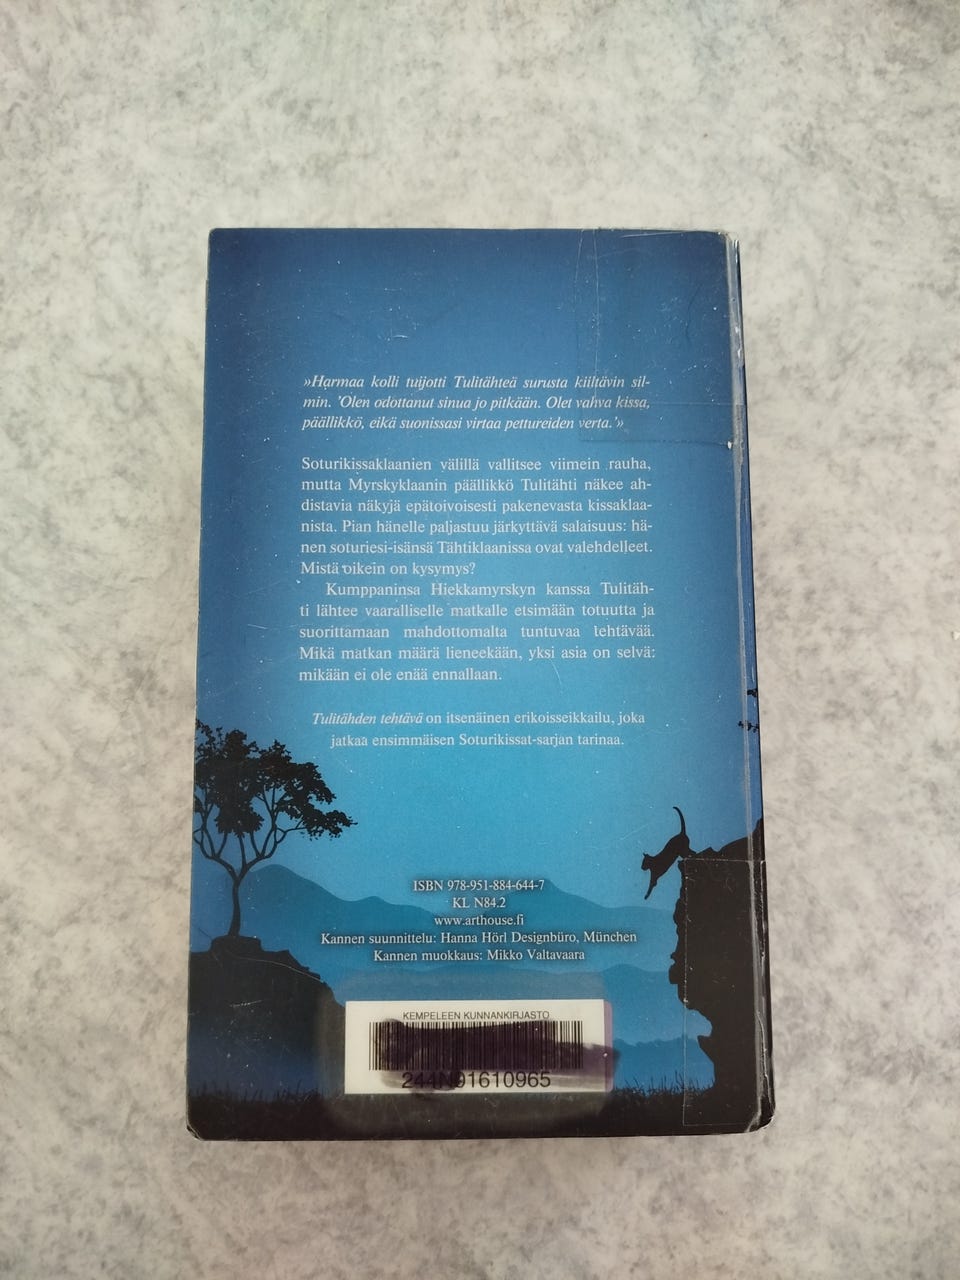 »Harmaa kolli tuijotti Tulitähteä surusta kiiltävin sil-
min. 'Olen odottanut sinua jo pitkään. Olet vahva kissa,
päällikkö, eikä suonissasi virtaa pettureiden verta.'»
Soturikissaklaanien välillä vallitsee viimein rauha,
mutta Myrskyklaanin päällikkö Tulitähti näkee ah-
distavia näkyjä epätoivoisesti pakenevasta kissaklaa-
nista. Pian hänelle paljastuu järkyttävä salaisuus: hä-
nen soturiesi-isänsä Tähtiklaanissa ovat valehdelleet.
Mistä oikein on kysymys?
Kumppaninsa Hiekkamyrskyn kanssa Tulitäh-
ti lähtee vaaralliselle matkalle etsimään totuutta ja
suorittamaan mahdottomalta tuntuvaa tehtävää.
Mikä matkan määrä lieneekään, yksi asia on selvä:
mikään ei ole enää ennallaan.
Tulitähden tehtävä on itsenäinen erikoisseikkailu, joka
jatkaa ensimmäisen Soturikissat-sarjan tarinaa.
ISBN 978-951-884-644-7
KL N84.2
www.arthouse.fi
Kannen suunnittelu: Hanna Hörl Designbüro, München
Kannen muokkaus: Mikko Valtavaara
KEMPELEEN KUNNANKIRJASTO
244N91610965